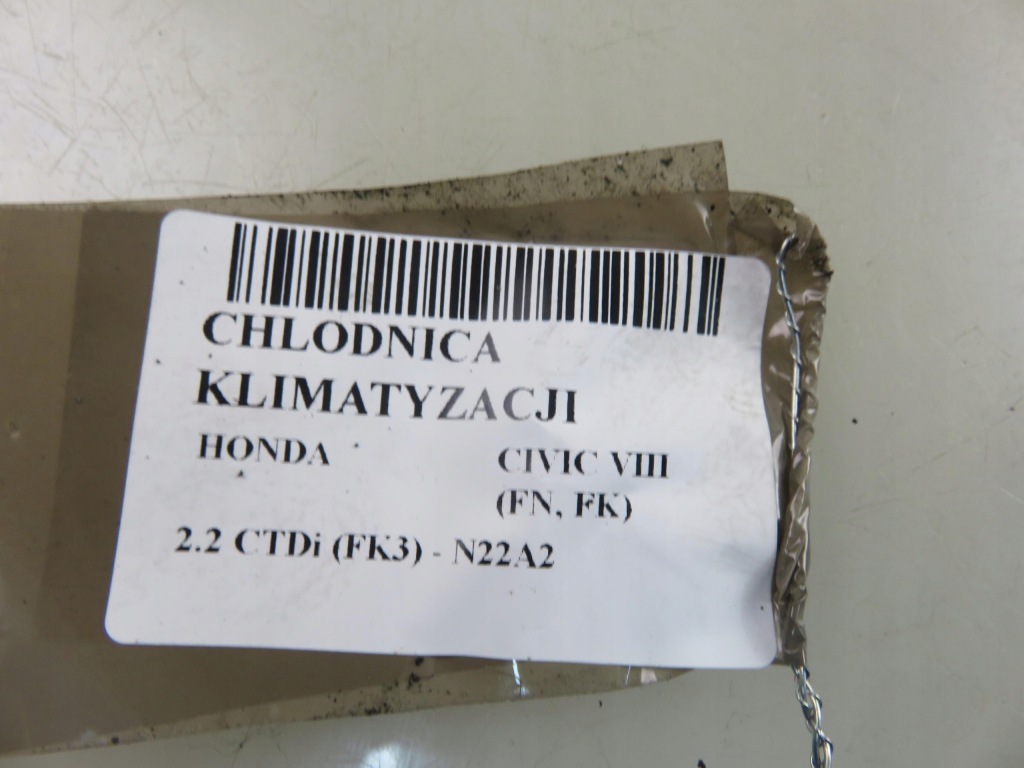 CHLODNICA
KLIMATYZACJI
HONDA CIVIC VIII
(FN, FK)
2.2 CTDi (FK3) - N22A2